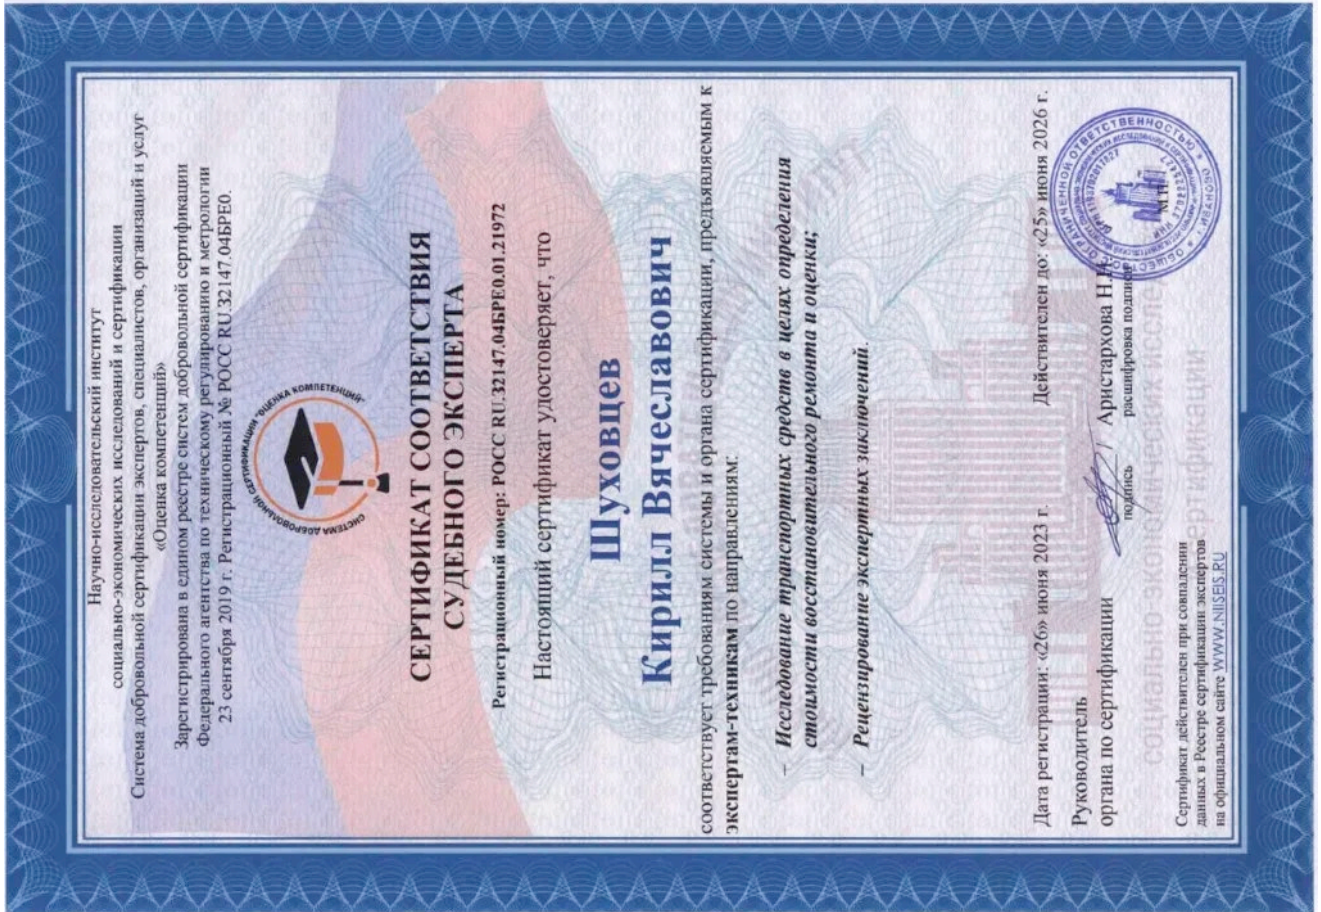 Научно-исследовательский институт
социально-экономических исследований и сертификации
Система добровольной сертификации экспертов, специалистов, организаций и услуг
«Оценка компетенций»
Зарегистрирована в едином реестре систем добровольной сертификации
Федерального агентства по техническому регулированию и метрологии
23 сентября 2019 г. Регистрационный № РОСС RU.32147.04БРЕ0.
СИСТЕМА ДОБРОВОЛЬНОЙ СЕРТИФИКАЦИИ "ОЦЕНКА КОМПЕТЕНЦИЙ"
СЕРТИФИКАТ СООТВЕТСТВИЯ
СУДЕБНОГО ЭКСПЕРТА
Регистрационный номер: РОСС RU.32147.04БРЕ0.01.21972
Настоящий сертификат удостоверяет, что
Шуховцев
Кирилл Вячеславович
соответствует требованиям системы и органа сертификации, предъявляемым к
экспертам-техникам по направлениям:
– Исследование транспортных средств в целях определения
стоимости восстановительного ремонта и оценки;
– Рецензирование экспертных заключений.
Дата регистрации: «26» июня 2023 г. Действителен до: «25» июня 2026 г.
Руководитель
органа по сертификации / Аристархова Н.
подпись расшифровка подписи
М.П.
Сертификат действителен при совпадении
данных в Реестре сертификации экспертов
на официальном сайте WWW.NIISEIS.RU